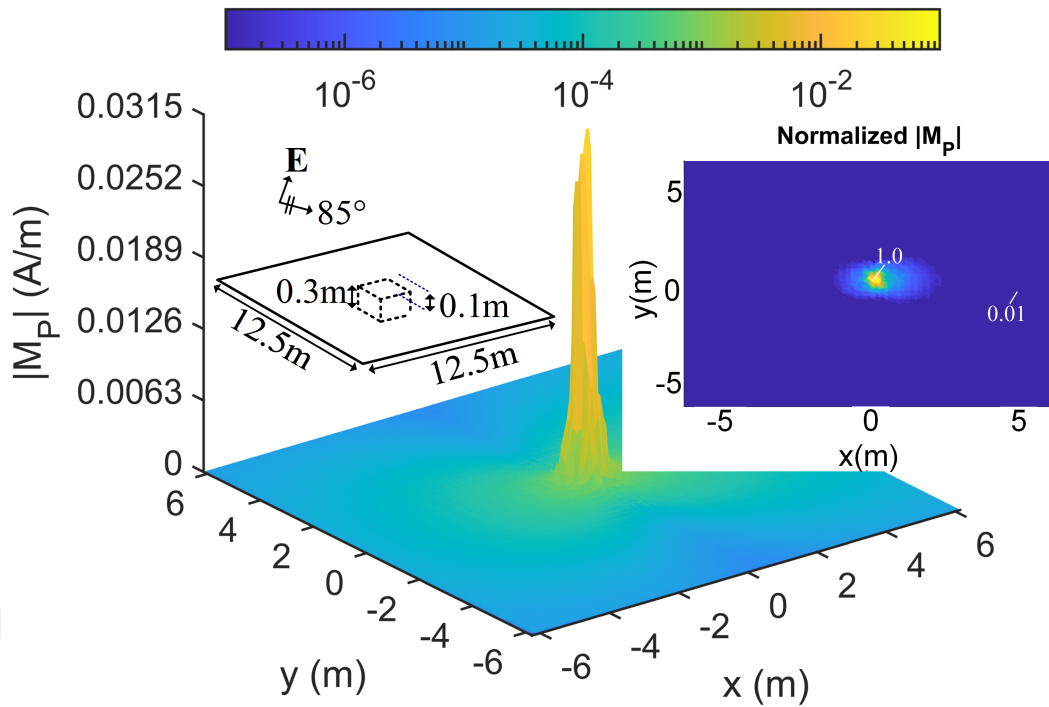 10^-6
10^-4
10^-2
0.0315
0.0252
0.0189
0.0126
0.0063
0
|M_P| (A/m)
E
85°
0.3m
0.1m
12.5m
12.5m
Normalized |M_P|
5
0
-5
y(m)
1.0
0.01
-5
0
5
x(m)
6
4
2
0
-2
-4
-6
y (m)
-6
-4
-2
0
2
4
6
x (m)